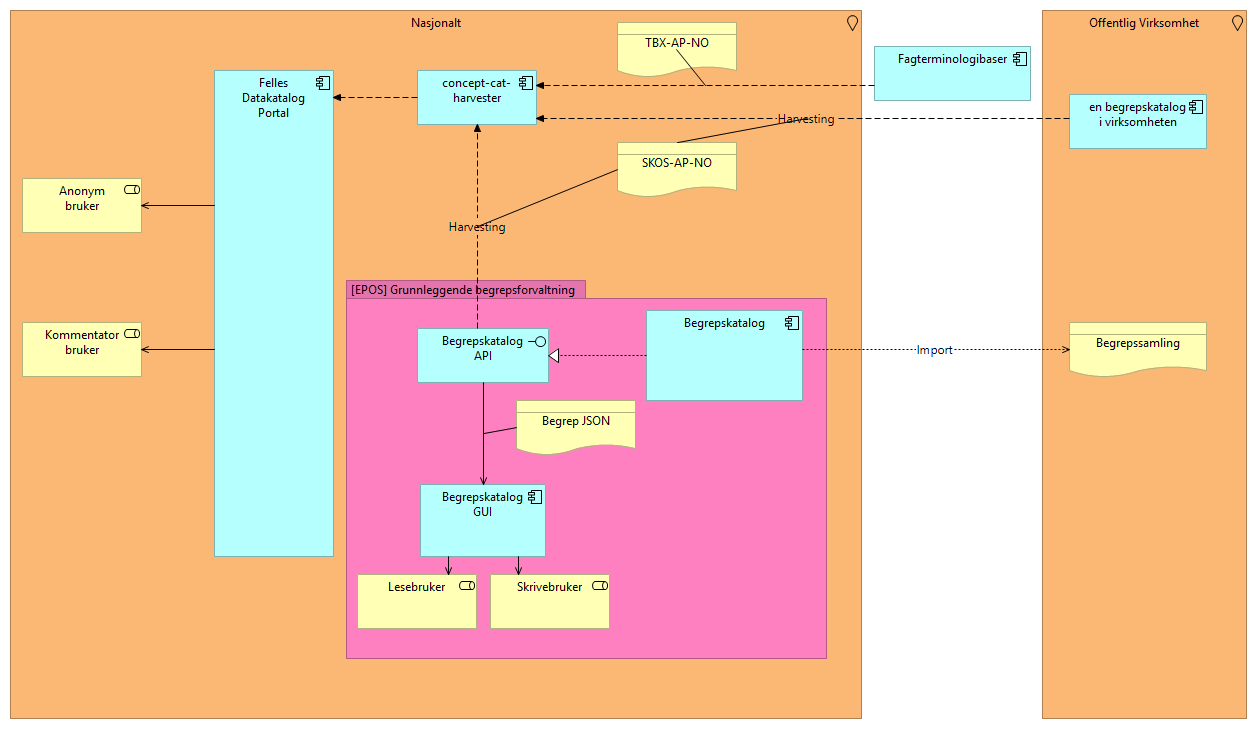 Nasjonalt
Offentlig Virksomhet
TBX-AP-NO
Fagterminologibaser
Felles
Datakatalog
Portal
concept-cat-
harvester
en begrepskatalog
i virksomheten
Harvesting
SKOS-AP-NO
Anonym
bruker
Harvesting
[EPOS] Grunnleggende begrepsforvaltning
Kommentator
bruker
Begrepskatalog
API
Begrepskatalog
Import
Begrepssamling
Begrep JSON
Begrepskatalog
GUI
Lesebruker
Skrivebruker